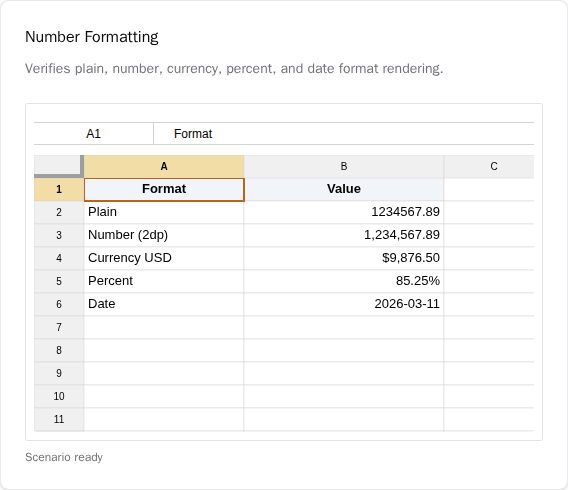 Number Formatting
Verifies plain, number, currency, percent, and date format rendering.
A1 Format
A B C
1 Format Value
2 Plain 1234567.89
3 Number (2dp) 1,234,567.89
4 Currency USD $9,876.50
5 Percent 85.25%
6 Date 2026-03-11
7
8
9
10
11
Scenario ready